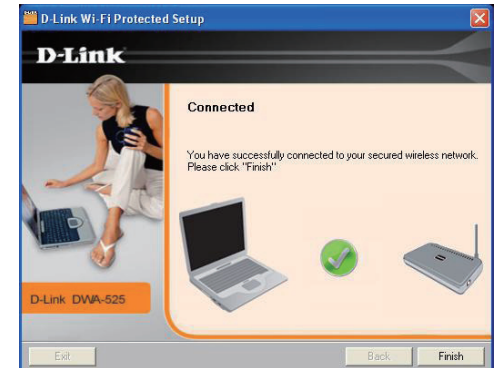 D-Link Wi-Fi Protected Setup
D-Link
Connected
You have successfully connected to your secured wireless network.
Please click "Finish"
D-Link DWA-525
Exit
Back
Finish